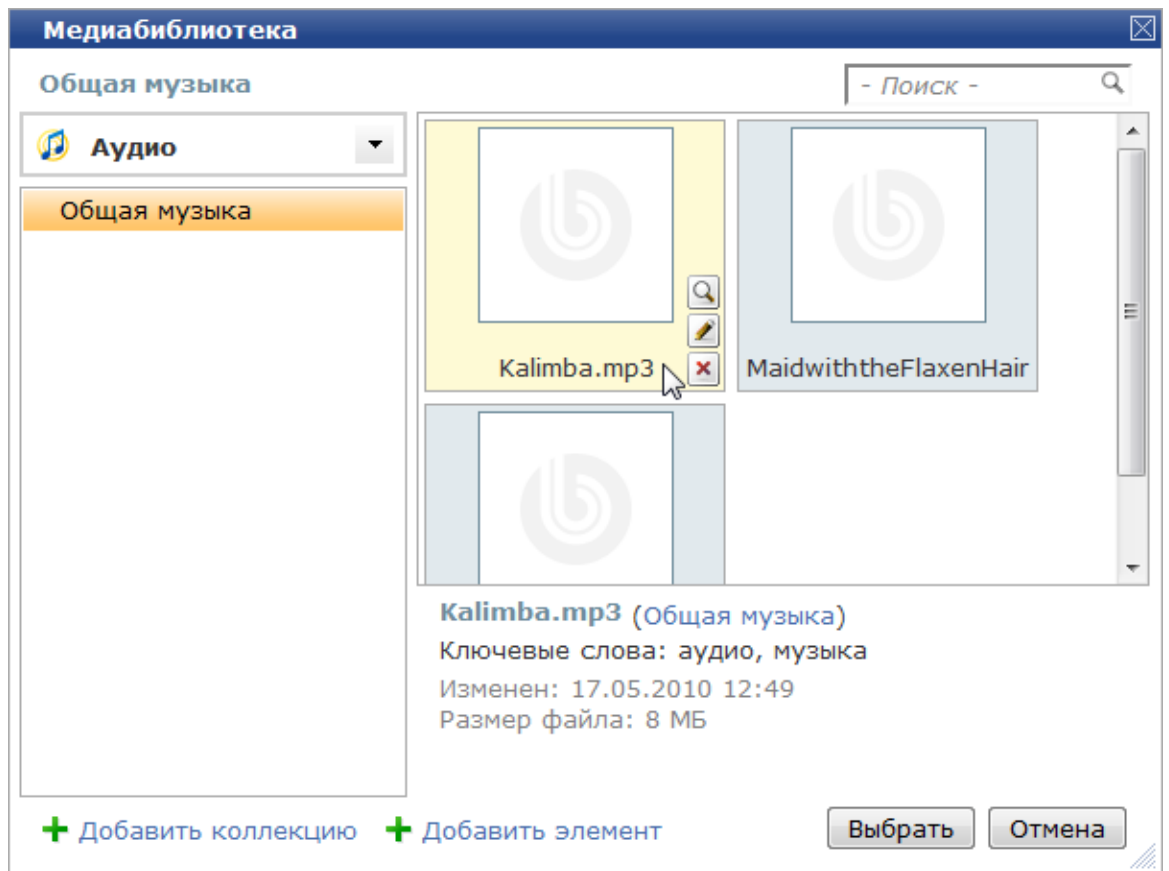 Медиабиблиотека
Общая музыка
- Поиск -
Аудио
Общая музыка
Kalimba.mp3
MaidwiththeFlaxenHair
Kalimba.mp3 (Общая музыка)
Ключевые слова: аудио, музыка
Изменен: 17.05.2010 12:49
Размер файла: 8 МБ
Добавить коллекцию
Добавить элемент
Выбрать
Отмена